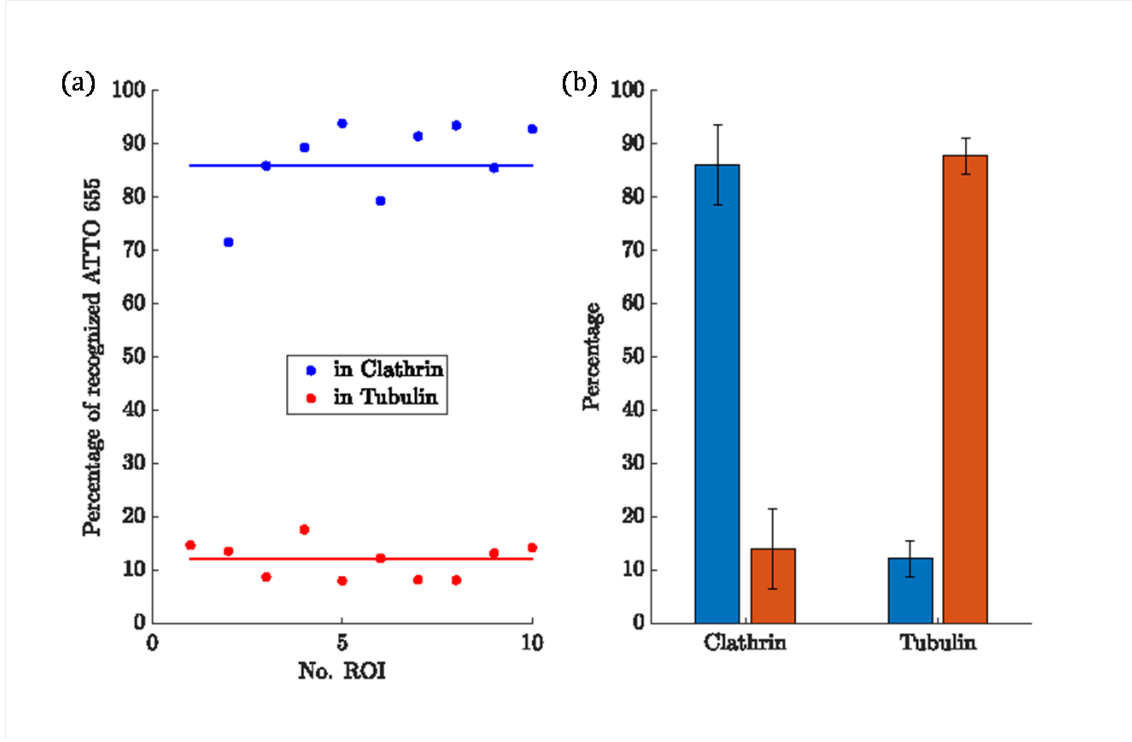 (a)
100
90
80
70
60
50
40
30
20
10
0
Percentage of recognized ATTO 655
in Clathrin
in Tubulin
0
5
10
No. ROI
(b)
100
90
80
70
60
50
40
30
20
10
0
Percentage
Clathrin
Tubulin